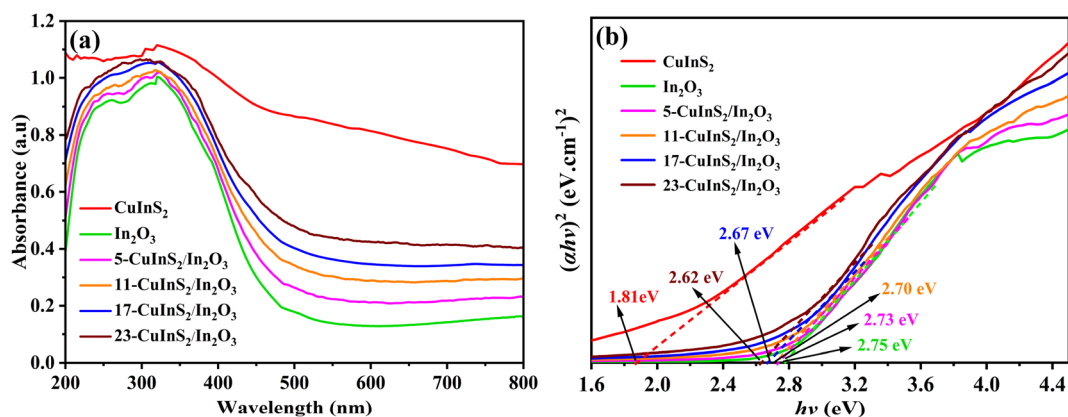 (a)
1.2
1.0
0.8
0.6
0.4
0.2
0.0
Absorbance (a.u)
CuInS₂
In₂O₃
5-CuInS₂/In₂O₃
11-CuInS₂/In₂O₃
17-CuInS₂/In₂O₃
23-CuInS₂/In₂O₃
200 300 400 500 600 700 800
Wavelength (nm)
(b)
(αhν)² (eV.cm⁻¹)²
CuInS₂
In₂O₃
5-CuInS₂/In₂O₃
11-CuInS₂/In₂O₃
17-CuInS₂/In₂O₃
23-CuInS₂/In₂O₃
2.67 eV
2.62 eV
1.81eV
2.70 eV
2.73 eV
2.75 eV
1.6 2.0 2.4 2.8 3.2 3.6 4.0 4.4
hν (eV)